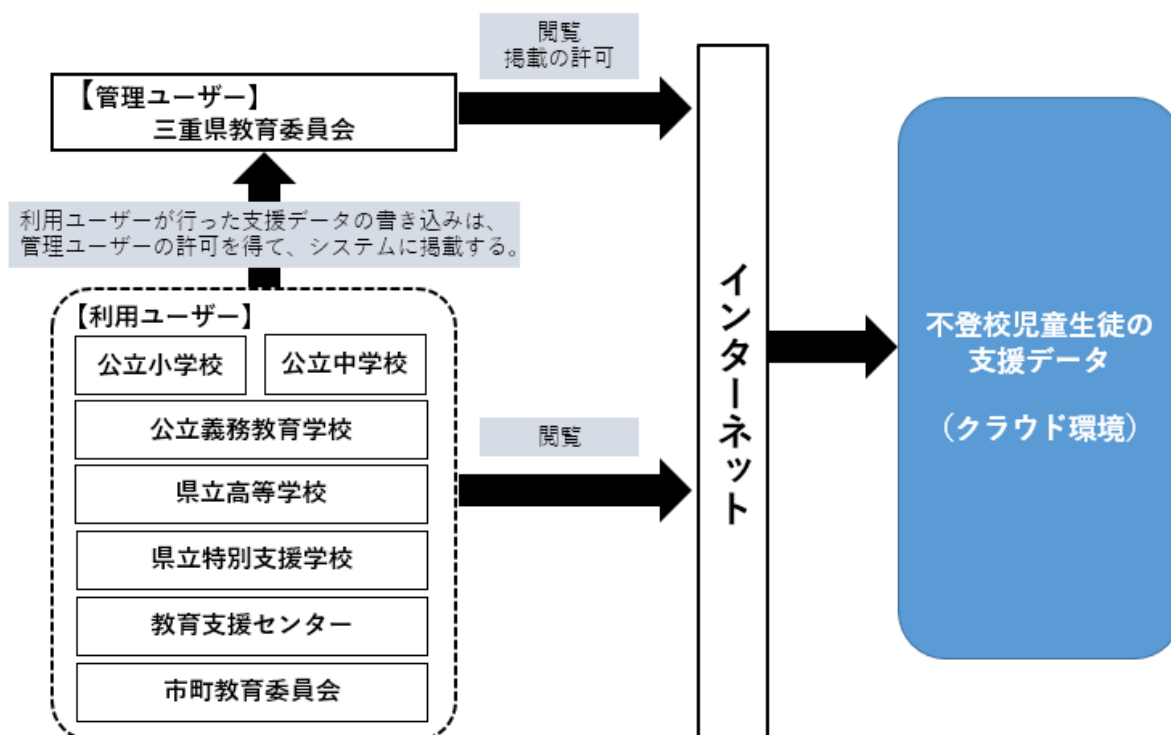 閲覧
掲載の許可
【管理ユーザー】
三重県教育委員会
利用ユーザーが行った支援データの書き込みは、
管理ユーザーの許可を得て、システムに掲載する。
【利用ユーザー】
公立小学校
公立中学校
公立義務教育学校
県立高等学校
県立特別支援学校
教育支援センター
市町教育委員会
閲覧
インターネット
不登校児童生徒の
支援データ
（クラウド環境）